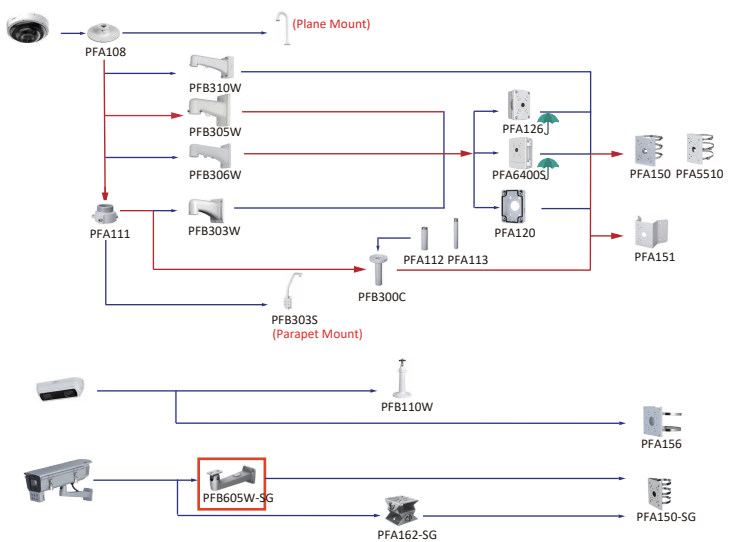 (Plane Mount)
PFA108
PFB310W
PFB305W
PFA126
PFB306W
PFA6400SJ
PFA150 PFA5510
PFA111
PFB303W
PFA120
PFA112 PFA113
PFA151
PFB300C
PFB303S
(Parapet Mount)
PFB110W
PFA156
PFB605W-SG
PFA150-SG
PFA162-SG